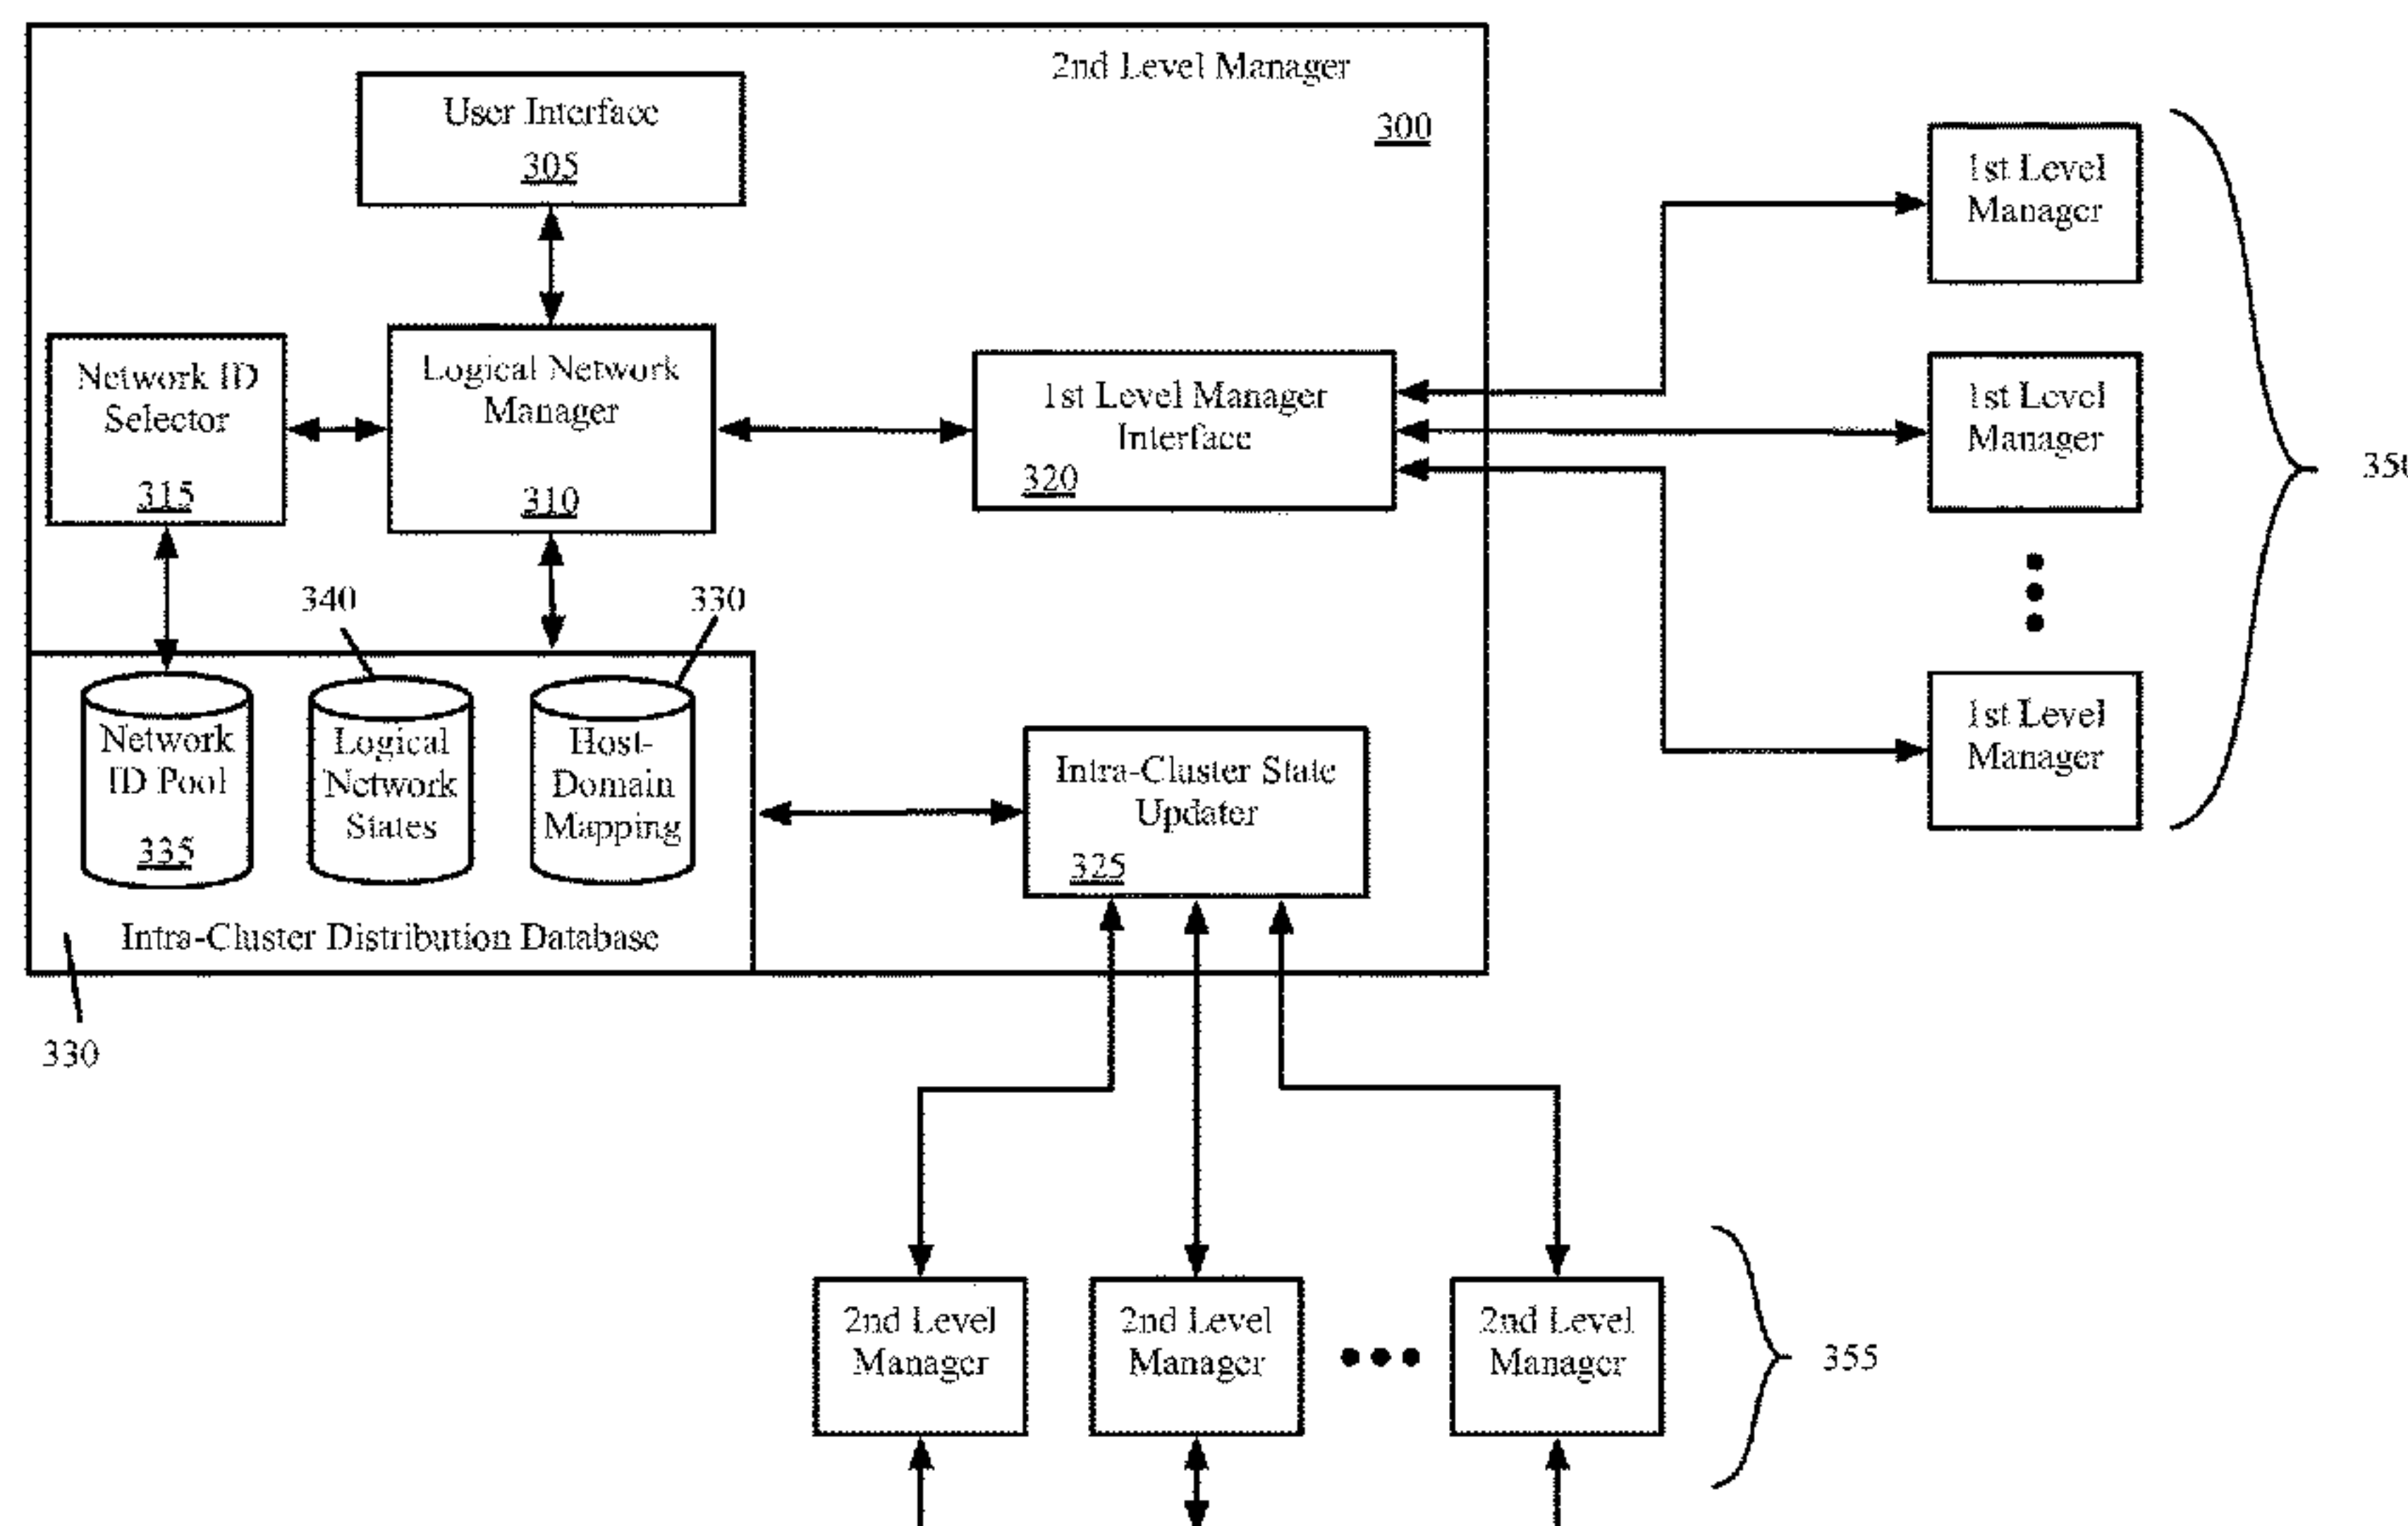 2nd Level Manager
300
User Interface
305
Network ID
Selector
315
Logical Network
Manager
310
1st Level Manager
Interface
320
1st Level
Manager
1st Level
Manager
1st Level
Manager
340
330
Network
ID Pool
335
Logical
Network
States
Host-
Domain
Mapping
Intra-Cluster Distribution Database
330
Intra-Cluster State
Updater
325
2nd Level
Manager
2nd Level
Manager
2nd Level
Manager
355